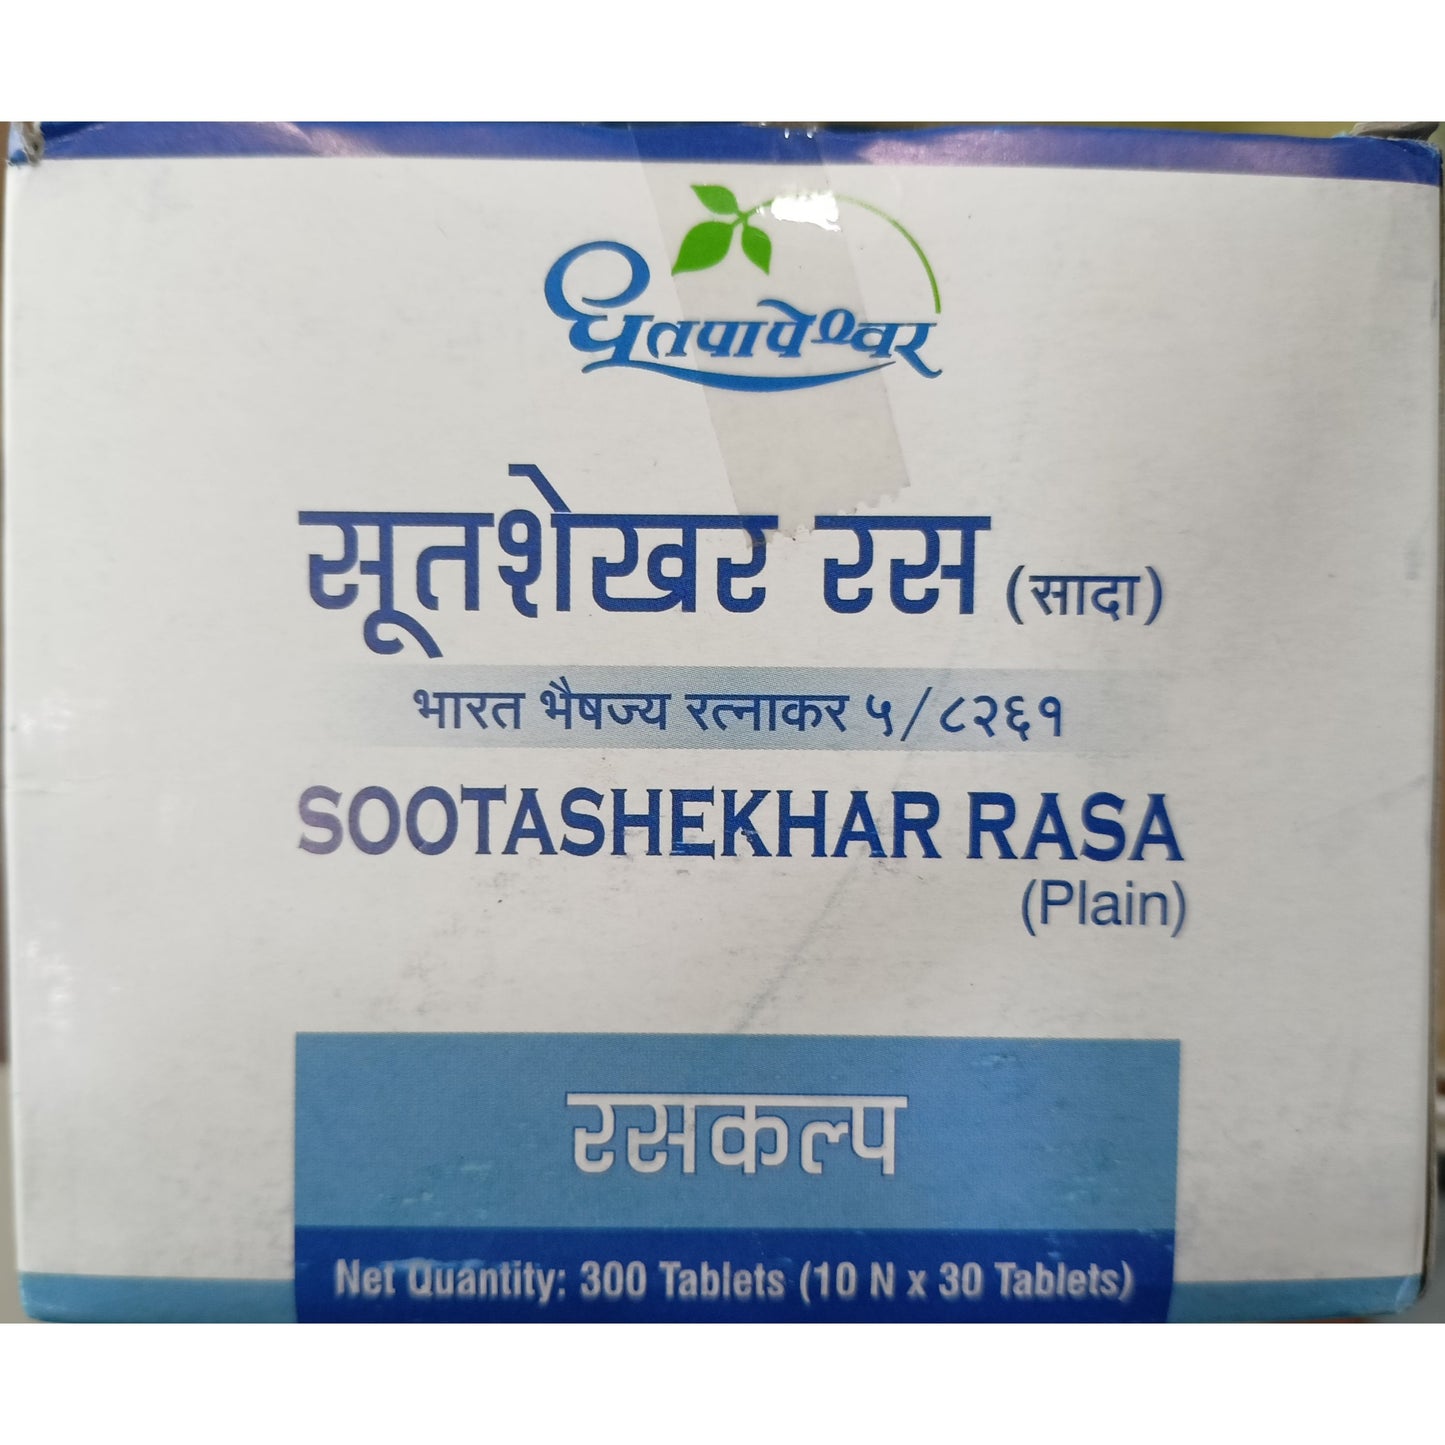 धूतपापेश्वर
सूतशेखर रस (सादा)
भारत भैषज्य रत्नाकर ५/८२६१
SOOTASHEKHAR RASA
(Plain)
रसकल्प
Net Quantity: 300 Tablets (10 N x 30 Tablets)